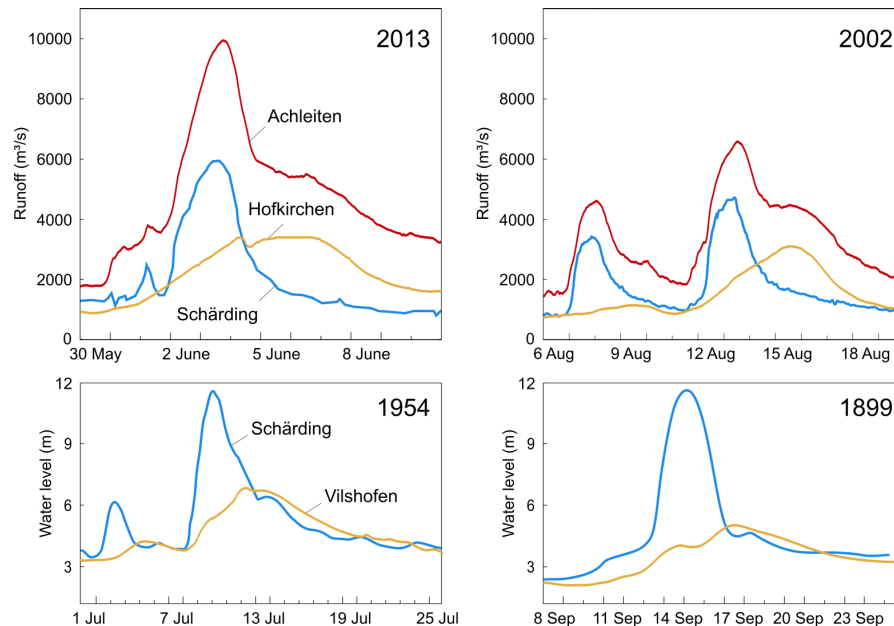 2013
Runoff (m³/s)
10000
8000
6000
4000
2000
0
Achleiten
Hofkirchen
Schärding
30 May
2 June
5 June
8 June
2002
Runoff (m³/s)
10000
8000
6000
4000
2000
0
6 Aug
9 Aug
12 Aug
15 Aug
18 Aug
1954
Water level (m)
12
9
6
3
Schärding
Vilshofen
1 Jul
7 Jul
13 Jul
19 Jul
25 Jul
1899
Water level (m)
12
9
6
3
8 Sep
11 Sep
14 Sep
17 Sep
20 Sep
23 Sep